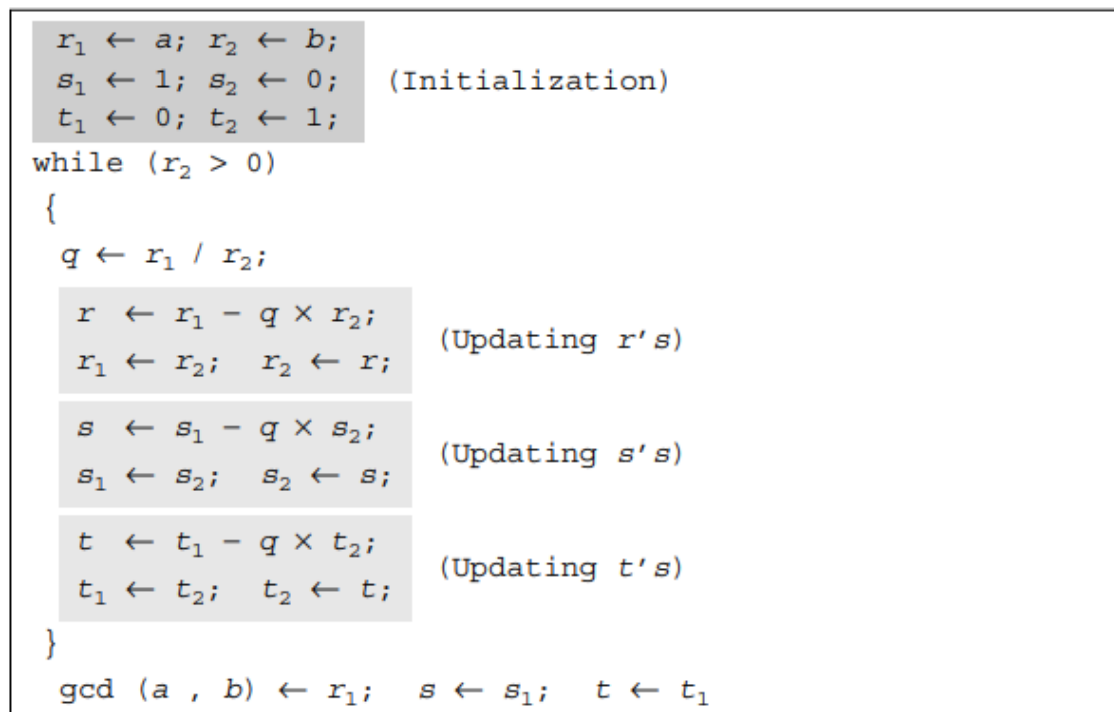 r₁ ← a; r₂ ← b;
s₁ ← 1; s₂ ← 0; (Initialization)
t₁ ← 0; t₂ ← 1;
while (r₂ > 0)
{
q ← r₁ / r₂;
r ← r₁ − q × r₂;
(Updating r's)
r₁ ← r₂; r₂ ← r;
s ← s₁ − q × s₂;
(Updating s's)
s₁ ← s₂; s₂ ← s;
t ← t₁ − q × t₂;
(Updating t's)
t₁ ← t₂; t₂ ← t;
}
gcd (a , b) ← r₁; s ← s₁; t ← t₁